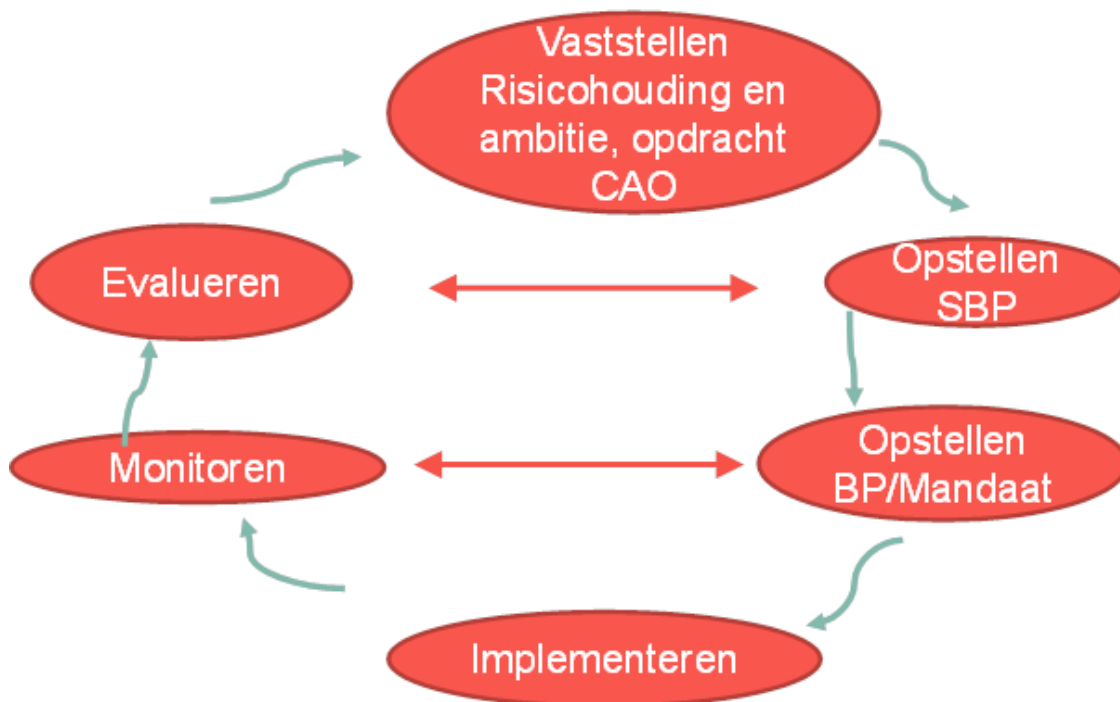 Vaststellen
Risicohouding en
ambitie, opdracht
CAO
Evalueren
Opstellen
SBP
Monitoren
Opstellen
BP/Mandaat
Implementeren